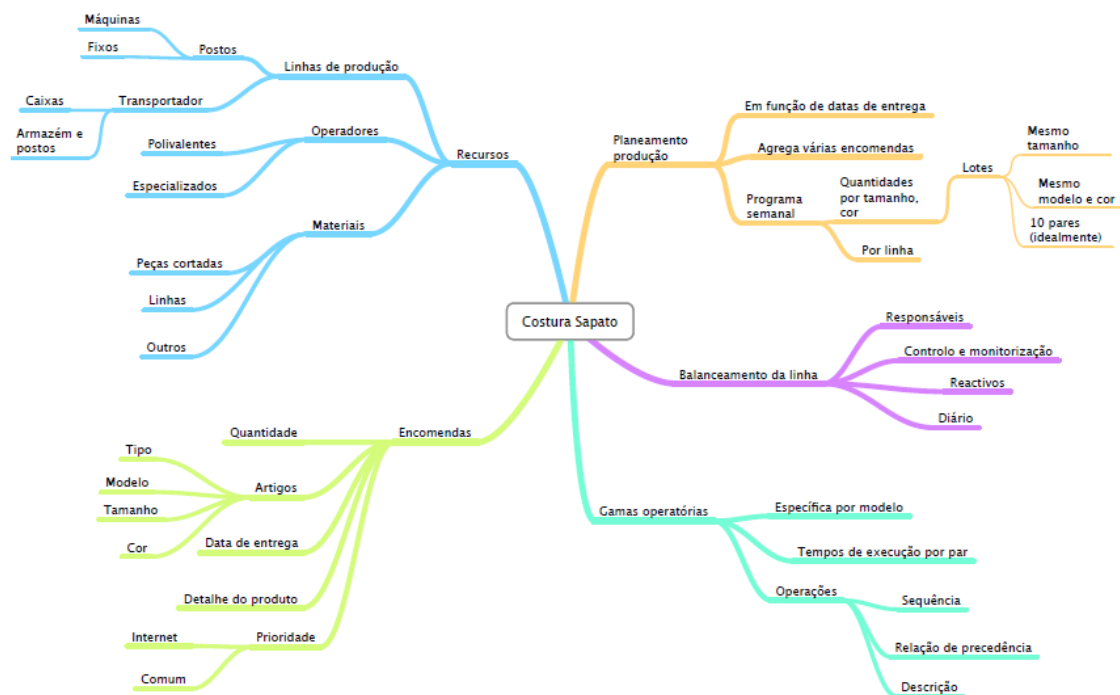 Máquinas
Fixos
Postos
Linhas de produção
Caixas
Transportador
Armazém e
postos
Operadores
Polivalentes
Especializados
Recursos
Materiais
Peças cortadas
Linhas
Outros
Costura Sapato
Planeamento
produção
Em função de datas de entrega
Agrega várias encomendas
Programa
semanal
Quantidades
por tamanho,
cor
Por linha
Lotes
Mesmo
tamanho
Mesmo
modelo e cor
10 pares
(idealmente)
Balanceamento da linha
Responsáveis
Controlo e monitorização
Reactivos
Diário
Encomendas
Quantidade
Tipo
Modelo
Artigos
Tamanho
Cor
Data de entrega
Detalhe do produto
Internet
Prioridade
Comum
Gamas operatórias
Específica por modelo
Tempos de execução por par
Operações
Sequência
Relação de precedência
Descrição